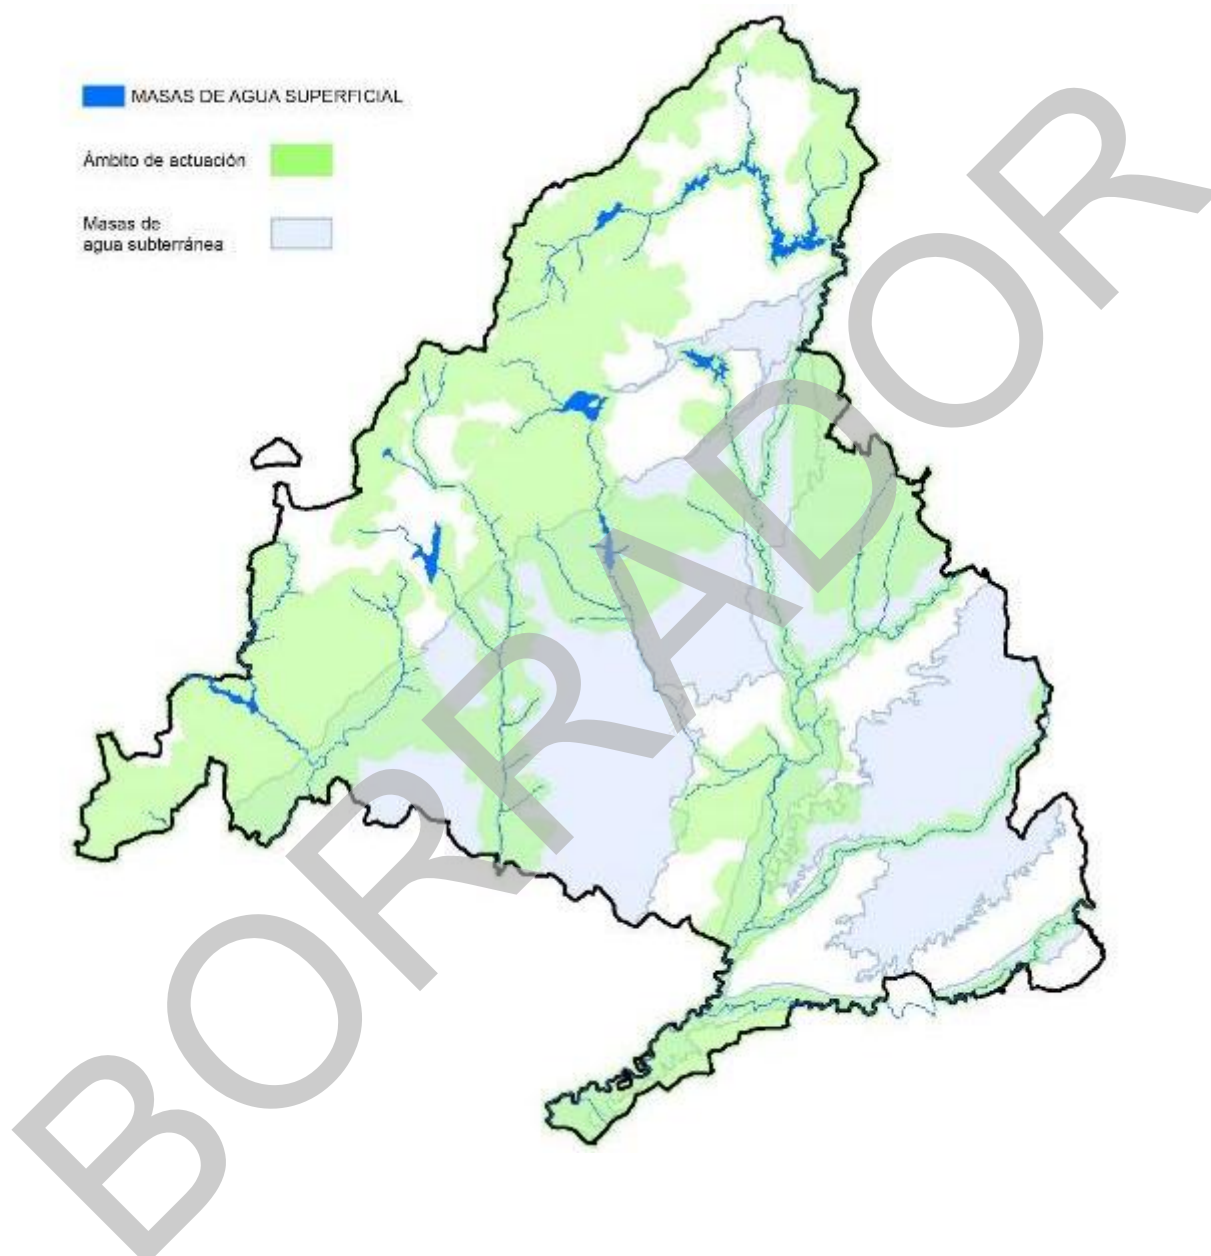 MASAS DE AGUA SUPERFICIAL
Ámbito de actuación
Masas de
agua subterránea
BORRADOR